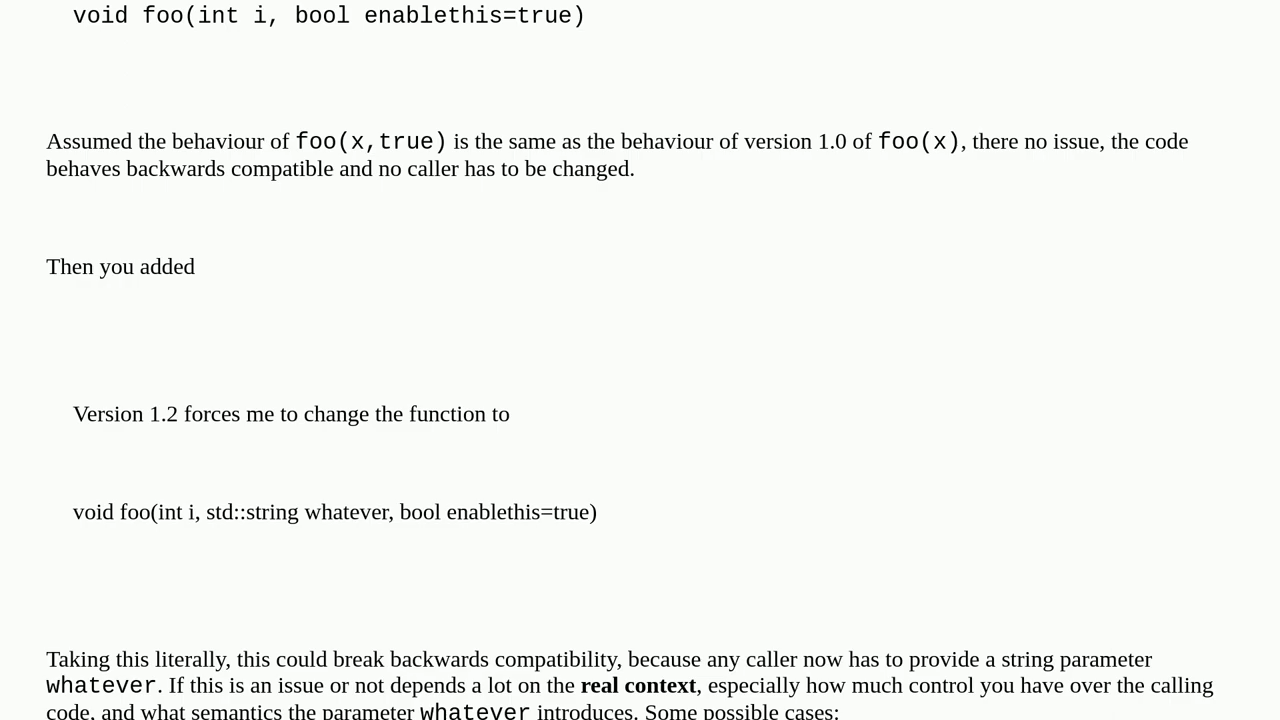 void foo(int i, bool enablethis=true)
Assumed the behaviour of foo(x,true) is the same as the behaviour of version 1.0 of foo(x), there no issue, the code
behaves backwards compatible and no caller has to be changed.
Then you added
Version 1.2 forces me to change the function to
void foo(int i, std::string whatever, bool enablethis=true)
Taking this literally, this could break backwards compatibility, because any caller now has to provide a string parameter
whatever. If this is an issue or not depends a lot on the real context, especially how much control you have over the calling
code, and what semantics the parameter whatever introduces. Some possible cases: